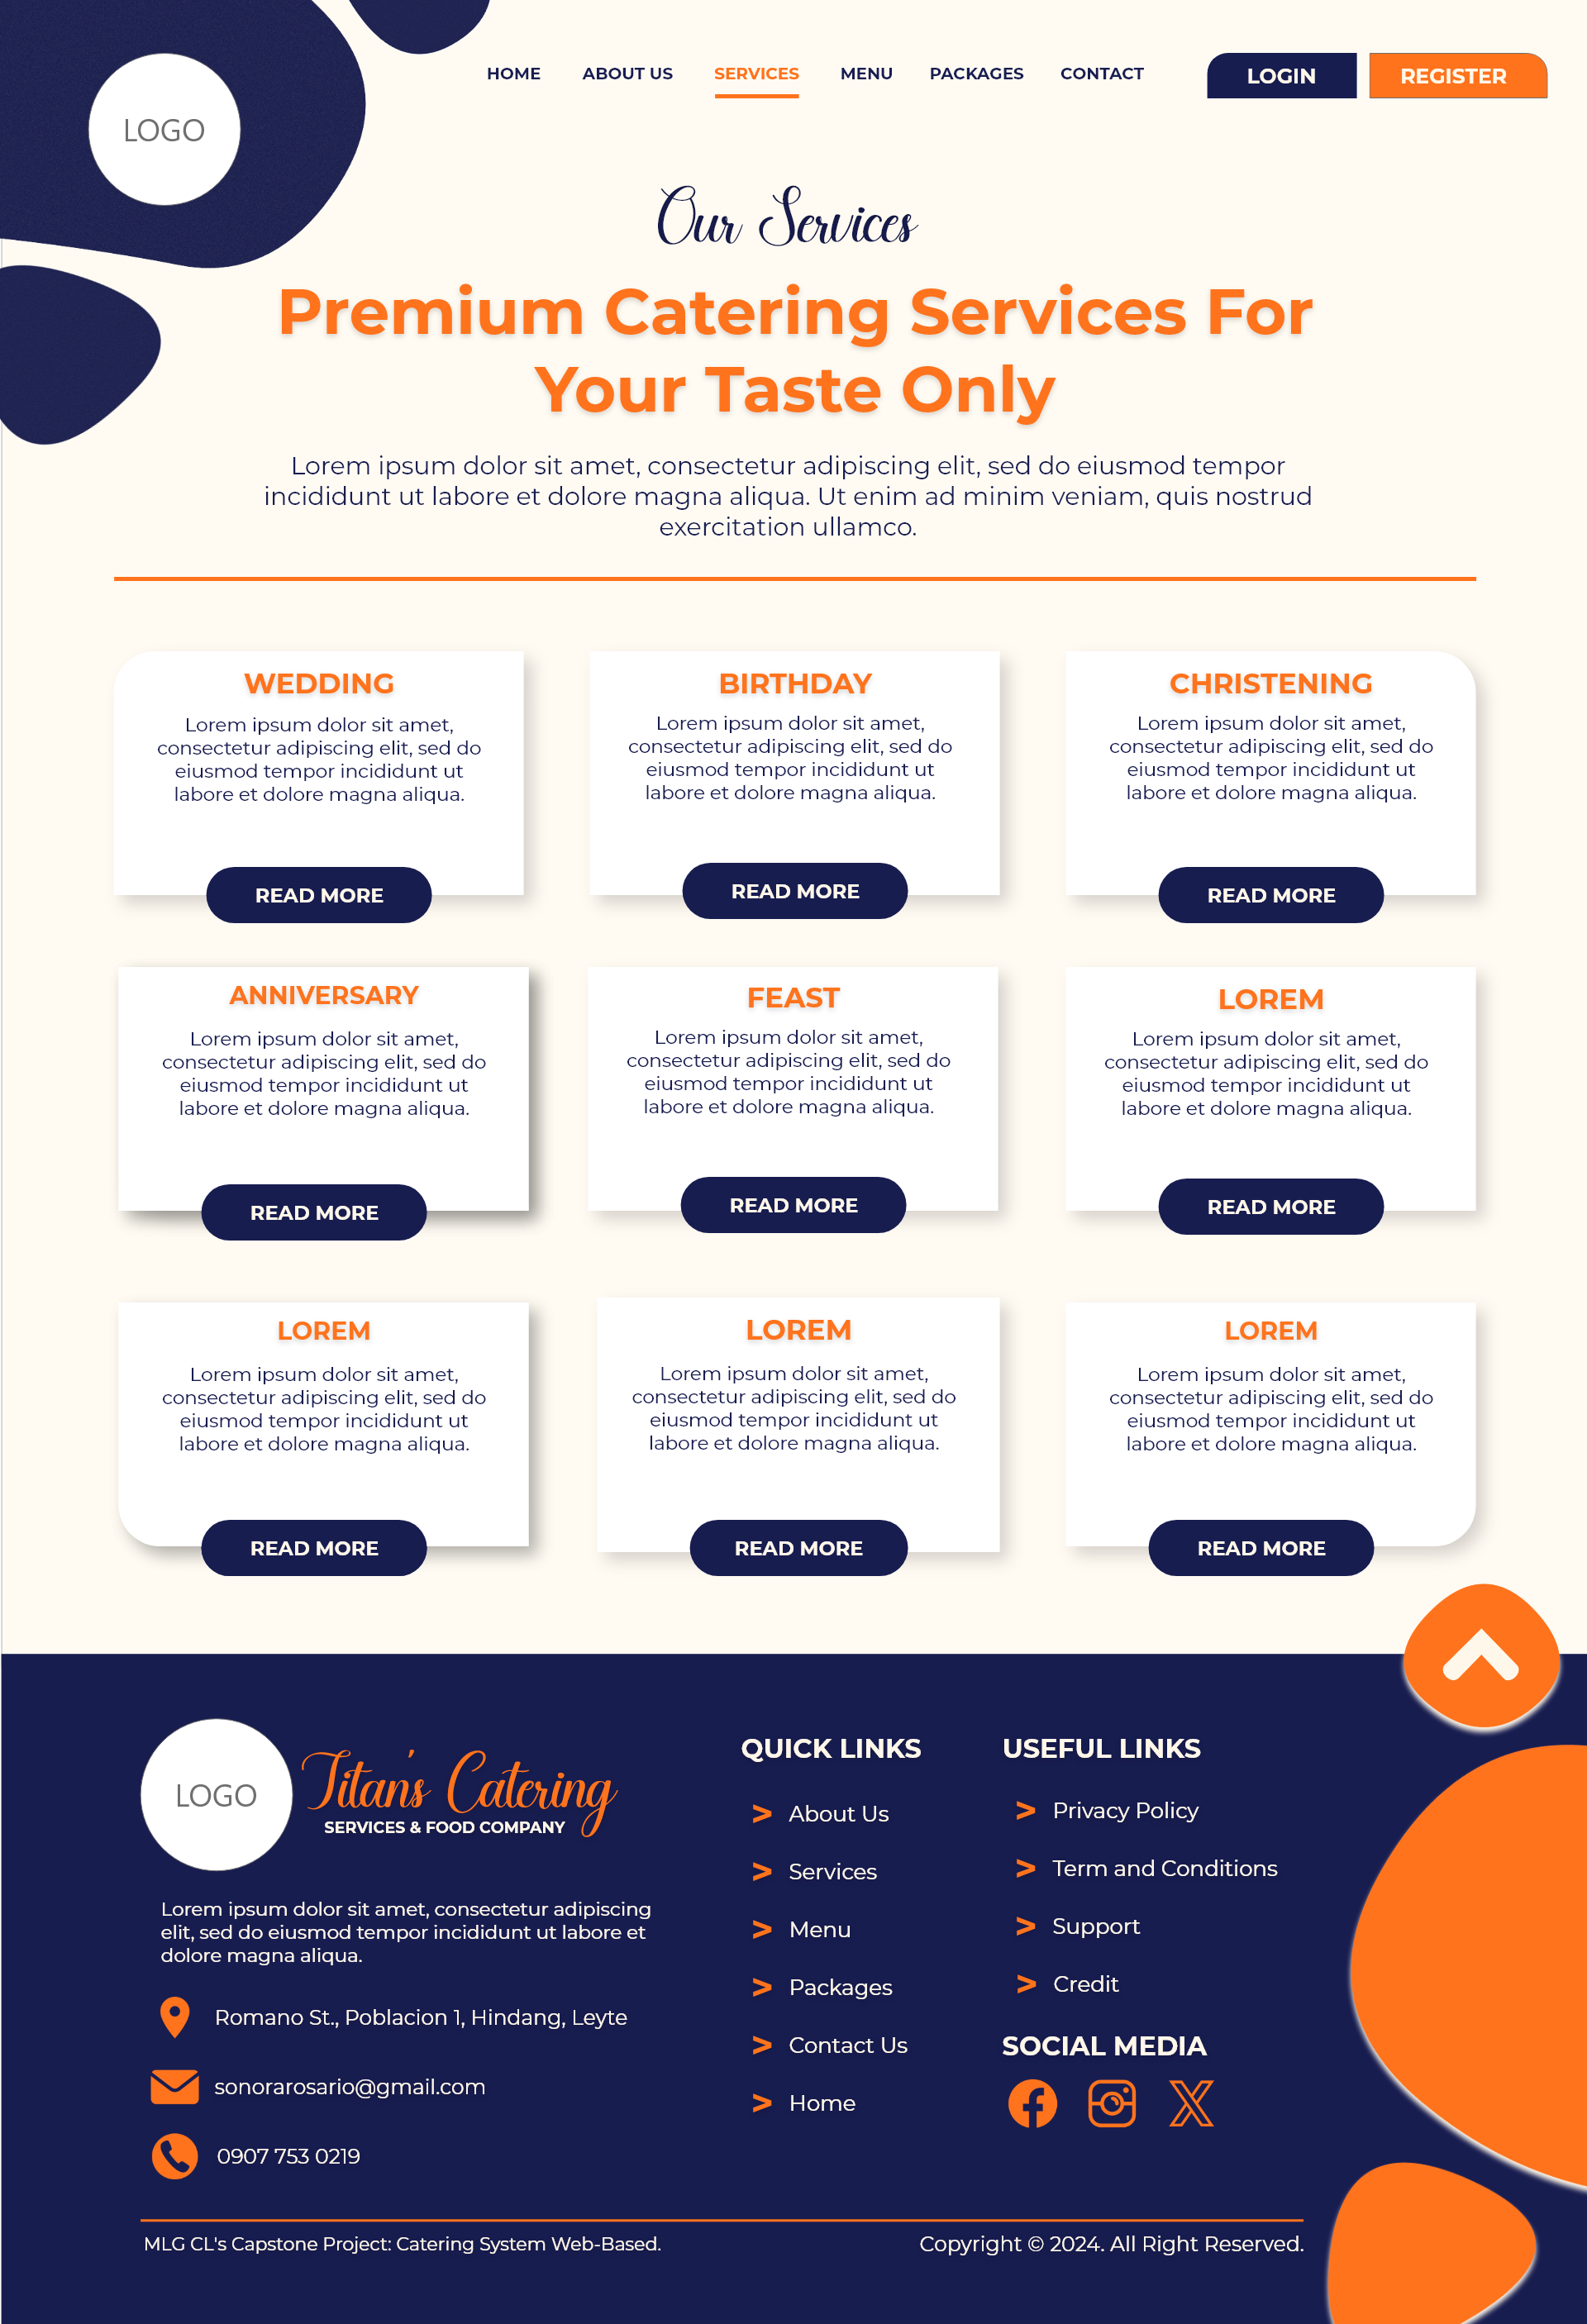 LOGO
HOME
ABOUT US
SERVICES
MENU
PACKAGES
CONTACT
LOGIN
REGISTER
Our Services
Premium Catering Services For
Your Taste Only
Lorem ipsum dolor sit amet, consectetur adipiscing elit, sed do eiusmod tempor
incididunt ut labore et dolore magna aliqua. Ut enim ad minim veniam, quis nostrud
exercitation ullamco.
WEDDING
Lorem ipsum dolor sit amet,
consectetur adipiscing elit, sed do
eiusmod tempor incididunt ut
labore et dolore magna aliqua.
READ MORE
BIRTHDAY
Lorem ipsum dolor sit amet,
consectetur adipiscing elit, sed do
eiusmod tempor incididunt ut
labore et dolore magna aliqua.
READ MORE
CHRISTENING
Lorem ipsum dolor sit amet,
consectetur adipiscing elit, sed do
eiusmod tempor incididunt ut
labore et dolore magna aliqua.
READ MORE
ANNIVERSARY
Lorem ipsum dolor sit amet,
consectetur adipiscing elit, sed do
eiusmod tempor incididunt ut
labore et dolore magna aliqua.
READ MORE
FEAST
Lorem ipsum dolor sit amet,
consectetur adipiscing elit, sed do
eiusmod tempor incididunt ut
labore et dolore magna aliqua.
READ MORE
LOREM
Lorem ipsum dolor sit amet,
consectetur adipiscing elit, sed do
eiusmod tempor incididunt ut
labore et dolore magna aliqua.
READ MORE
LOREM
Lorem ipsum dolor sit amet,
consectetur adipiscing elit, sed do
eiusmod tempor incididunt ut
labore et dolore magna aliqua.
READ MORE
LOREM
Lorem ipsum dolor sit amet,
consectetur adipiscing elit, sed do
eiusmod tempor incididunt ut
labore et dolore magna aliqua.
READ MORE
LOREM
Lorem ipsum dolor sit amet,
consectetur adipiscing elit, sed do
eiusmod tempor incididunt ut
labore et dolore magna aliqua.
READ MORE
LOGO
Titan's Catering
SERVICES & FOOD COMPANY
Lorem ipsum dolor sit amet, consectetur adipiscing
elit, sed do eiusmod tempor incididunt ut labore et
dolore magna aliqua.
Romano St., Poblacion 1, Hindang, Leyte
sonorarosario@gmail.com
0907 753 0219
QUICK LINKS
> About Us
> Services
> Menu
> Packages
> Contact Us
> Home
USEFUL LINKS
> Privacy Policy
> Term and Conditions
> Support
> Credit
SOCIAL MEDIA
MLG CL's Capstone Project: Catering System Web-Based.
Copyright © 2024. All Right Reserved.